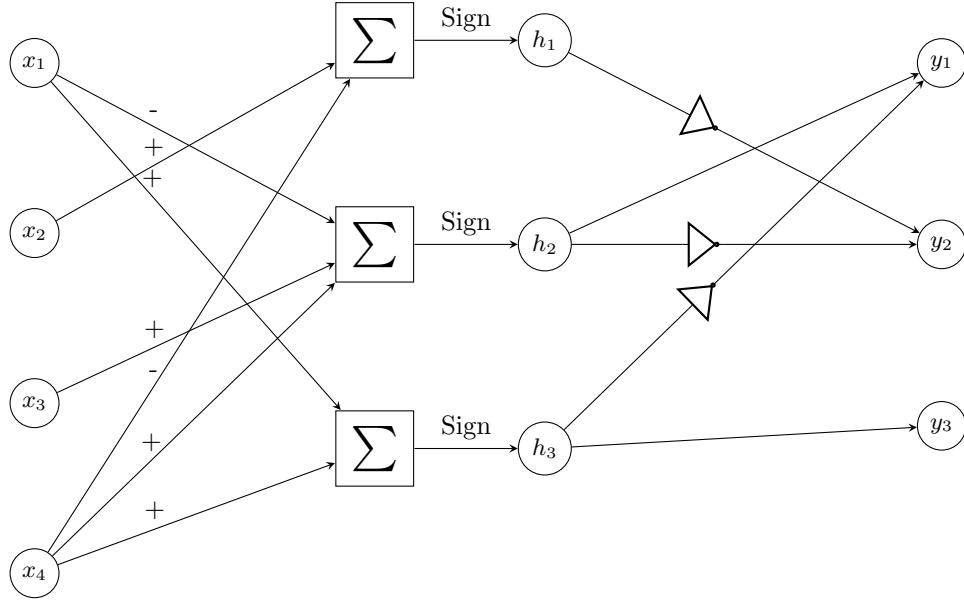 Sign
∑
h₁
x₁
y₁
-
+
+
Sign
x₂
∑
h₂
y₂
+
-
x₃
Sign
y₃
+
∑
h₃
+
x₄